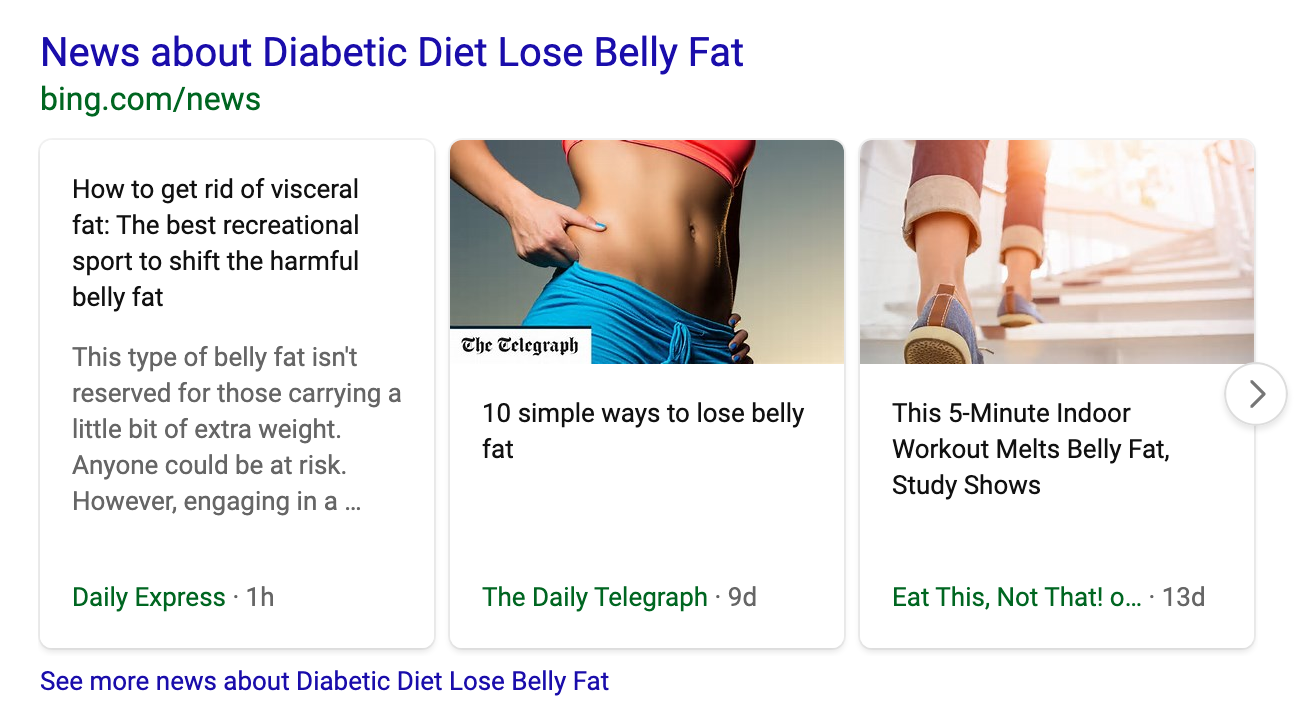 News about Diabetic Diet Lose Belly Fat
bing.com/news
How to get rid of visceral
fat: The best recreational
sport to shift the harmful
belly fat
This type of belly fat isn't
reserved for those carrying a
little bit of extra weight.
Anyone could be at risk.
However, engaging in a ...
Daily Express · 1h
The Telegraph
10 simple ways to lose belly
fat
The Daily Telegraph · 9d
This 5-Minute Indoor
Workout Melts Belly Fat,
Study Shows
Eat This, Not That! o... · 13d
See more news about Diabetic Diet Lose Belly Fat